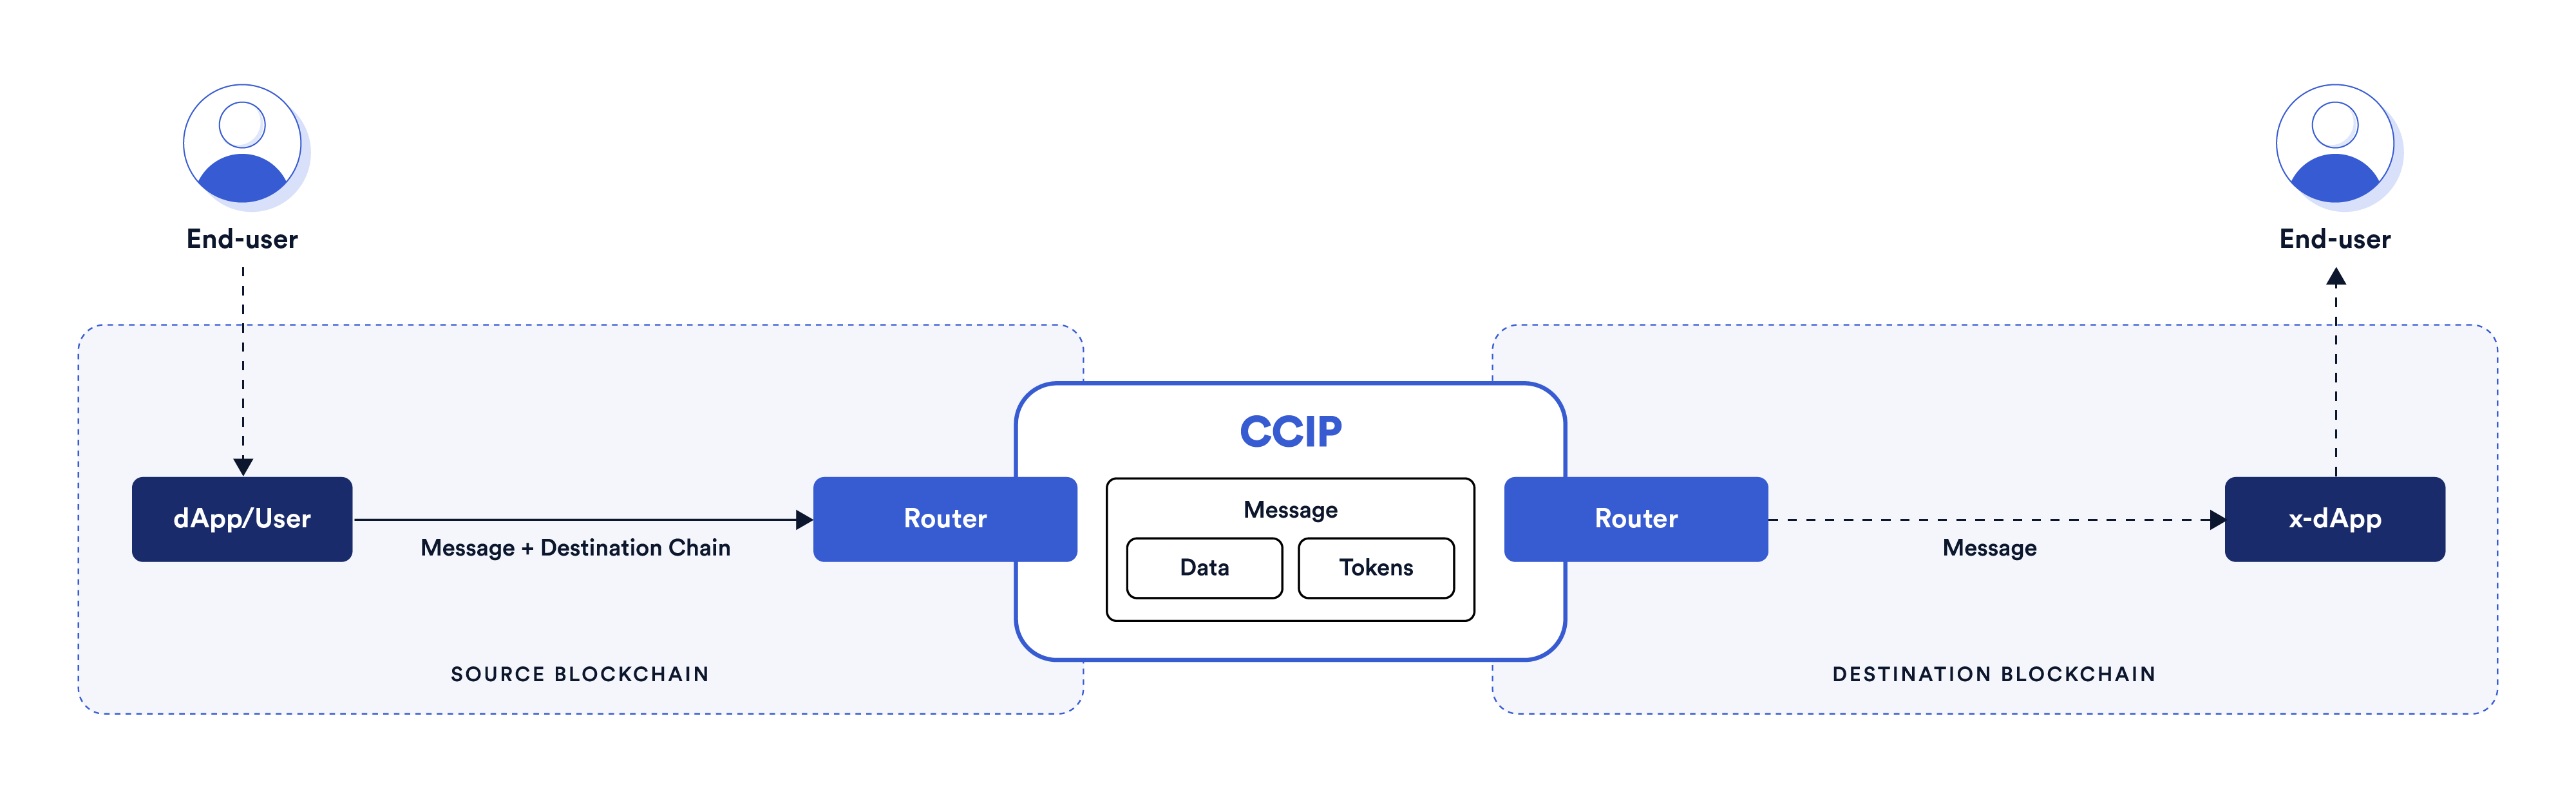 End-user
End-user
CCIP
dApp/User
Message + Destination Chain
Router
Message
Data
Tokens
Router
Message
x-dApp
SOURCE BLOCKCHAIN
DESTINATION BLOCKCHAIN